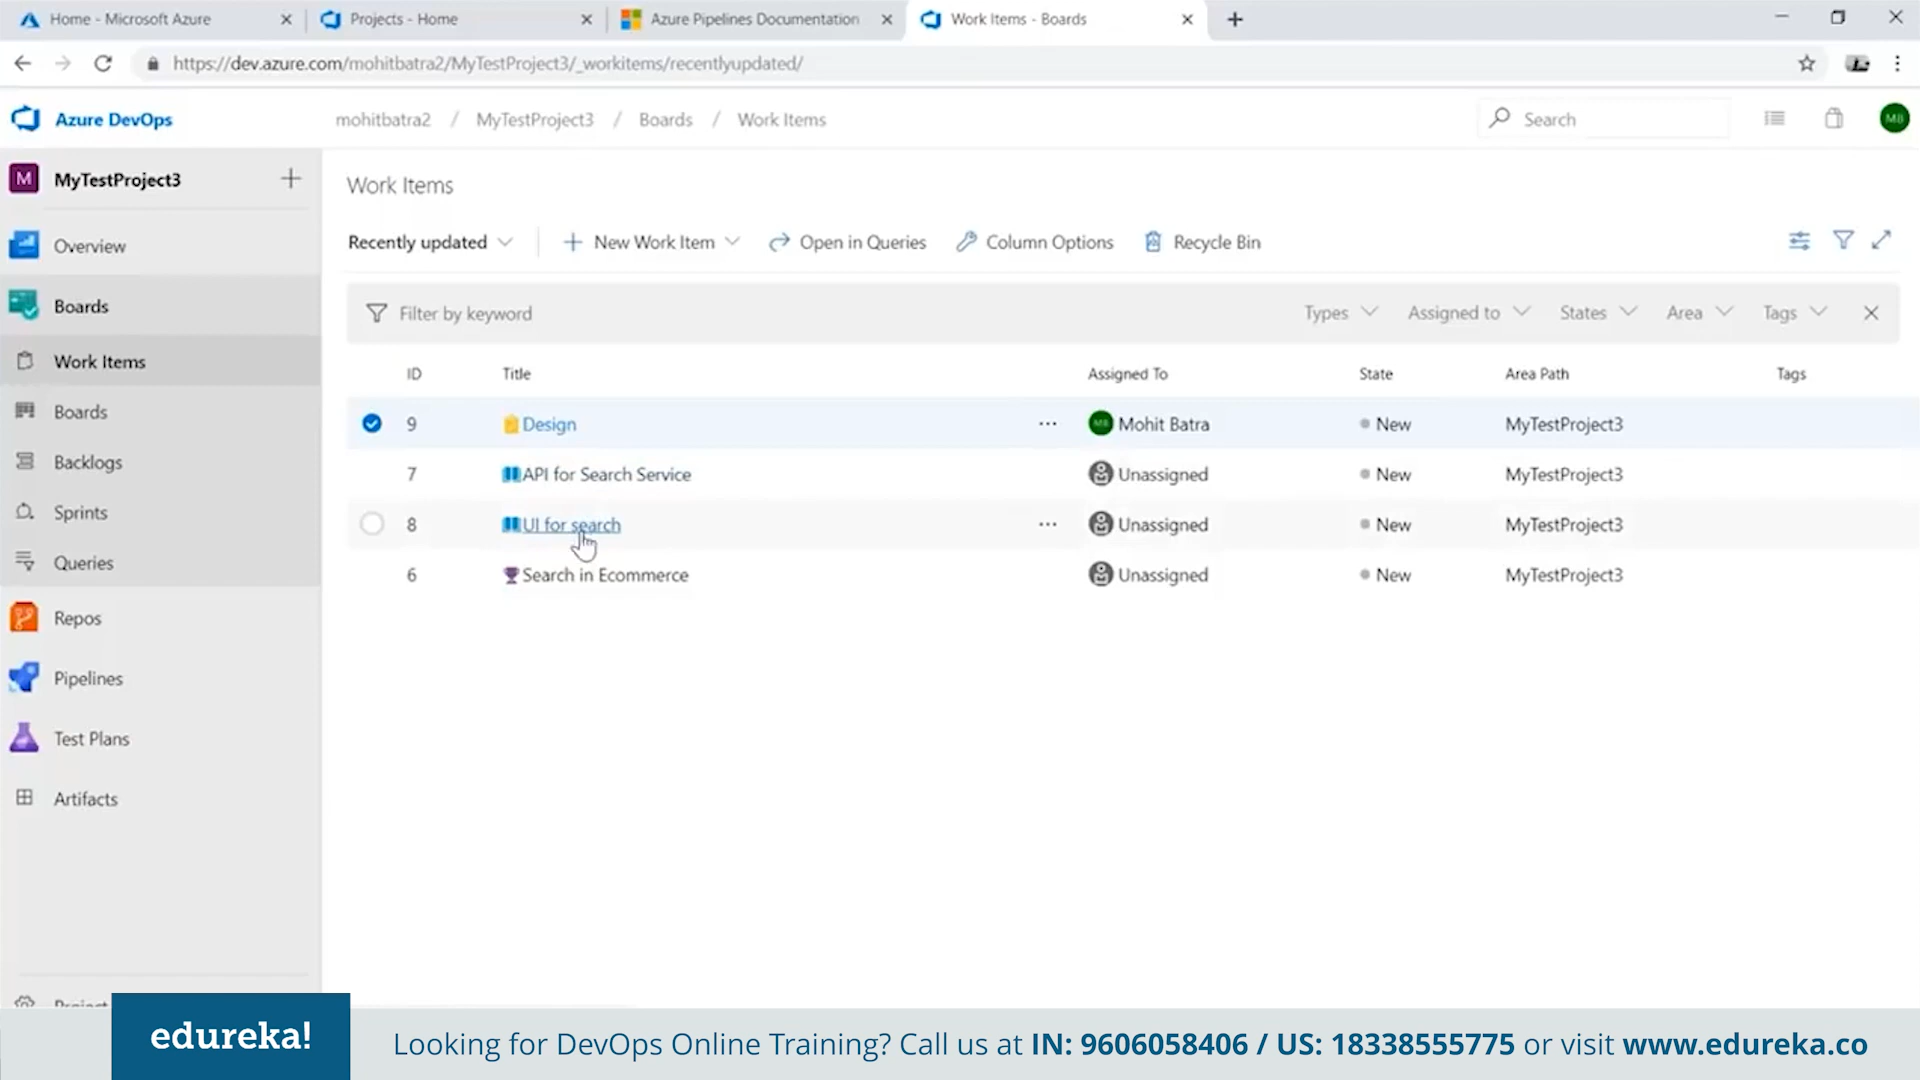 Home - Microsoft Azure
Projects - Home
Azure Pipelines Documentation
Work Items - Boards
https://dev.azure.com/mohitbatra2/MyTestProject3/_workitems/recentlyupdated/
Azure DevOps
mohitbatra2 / MyTestProject3 / Boards / Work Items
Search
MB
M MyTestProject3
Overview
Boards
Work Items
Boards
Backlogs
Sprints
Queries
Repos
Pipelines
Test Plans
Artifacts
Project
Work Items
Recently updated
New Work Item
Open in Queries
Column Options
Recycle Bin
Filter by keyword
Types
Assigned to
States
Area
Tags
ID Title Assigned To State Area Path Tags
9 Design ... Mohit Batra New MyTestProject3
7 API for Search Service Unassigned New MyTestProject3
8 UI for search ... Unassigned New MyTestProject3
6 Search in Ecommerce Unassigned New MyTestProject3
edureka!
Looking for DevOps Online Training? Call us at IN: 9606058406 / US: 18338555775 or visit www.edureka.co